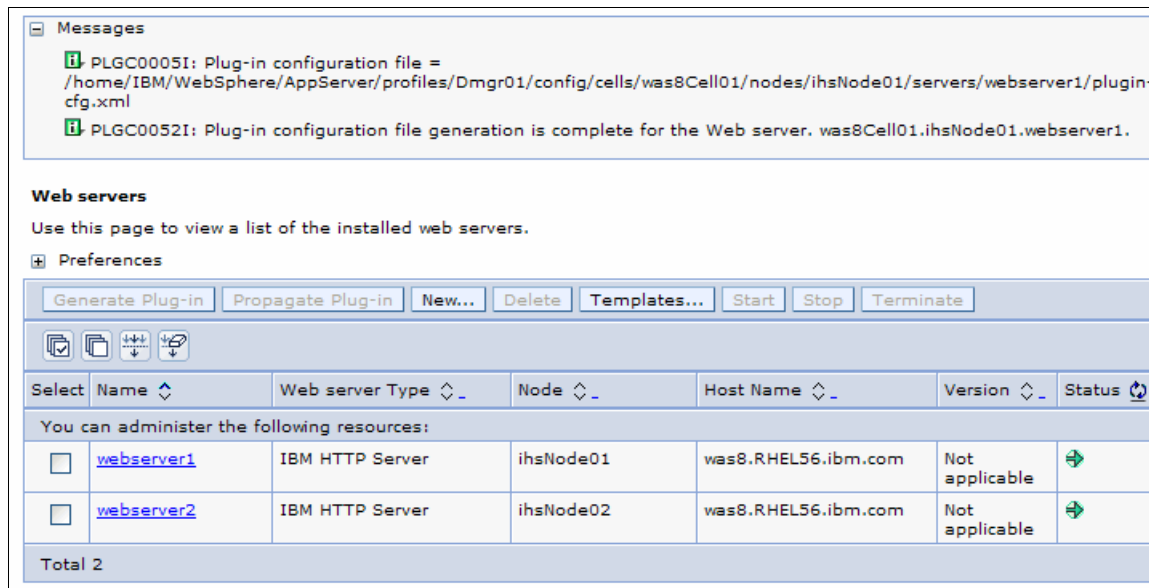 Messages
PLGC0005I: Plug-in configuration file =
/home/IBM/WebSphere/AppServer/profiles/Dmgr01/config/cells/was8Cell01/nodes/ihsNode01/servers/webserver1/plugin-
cfg.xml
PLGC0052I: Plug-in configuration file generation is complete for the Web server. was8Cell01.ihsNode01.webserver1.
Web servers
Use this page to view a list of the installed web servers.
Preferences
Generate Plug-in Propagate Plug-in New... Delete Templates... Start Stop Terminate
Select Name Web server Type Node Host Name Version Status
You can administer the following resources:
webserver1 IBM HTTP Server ihsNode01 was8.RHEL56.ibm.com Not
applicable
webserver2 IBM HTTP Server ihsNode02 was8.RHEL56.ibm.com Not
applicable
Total 2